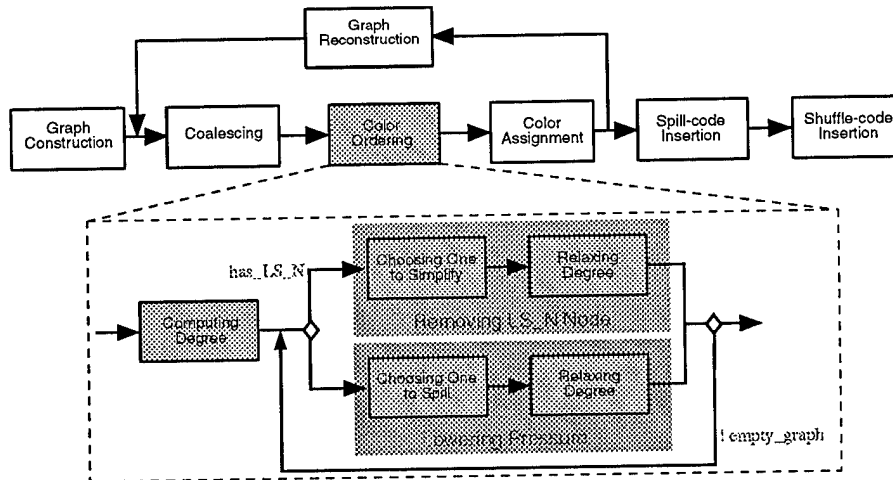 Graph
Reconstruction
Graph
Construction
Coalescing
Color
Ordering
Color
Assignment
Spill-code
Insertion
Shuffle-code
Insertion
has_LS_N
Choosing One
to Simplify
Relaxing
Degree
Removing LS_N Node
Computing
Degree
Choosing One
to Spill
Relaxing
Degree
Lowering Pressure
! empty_graph